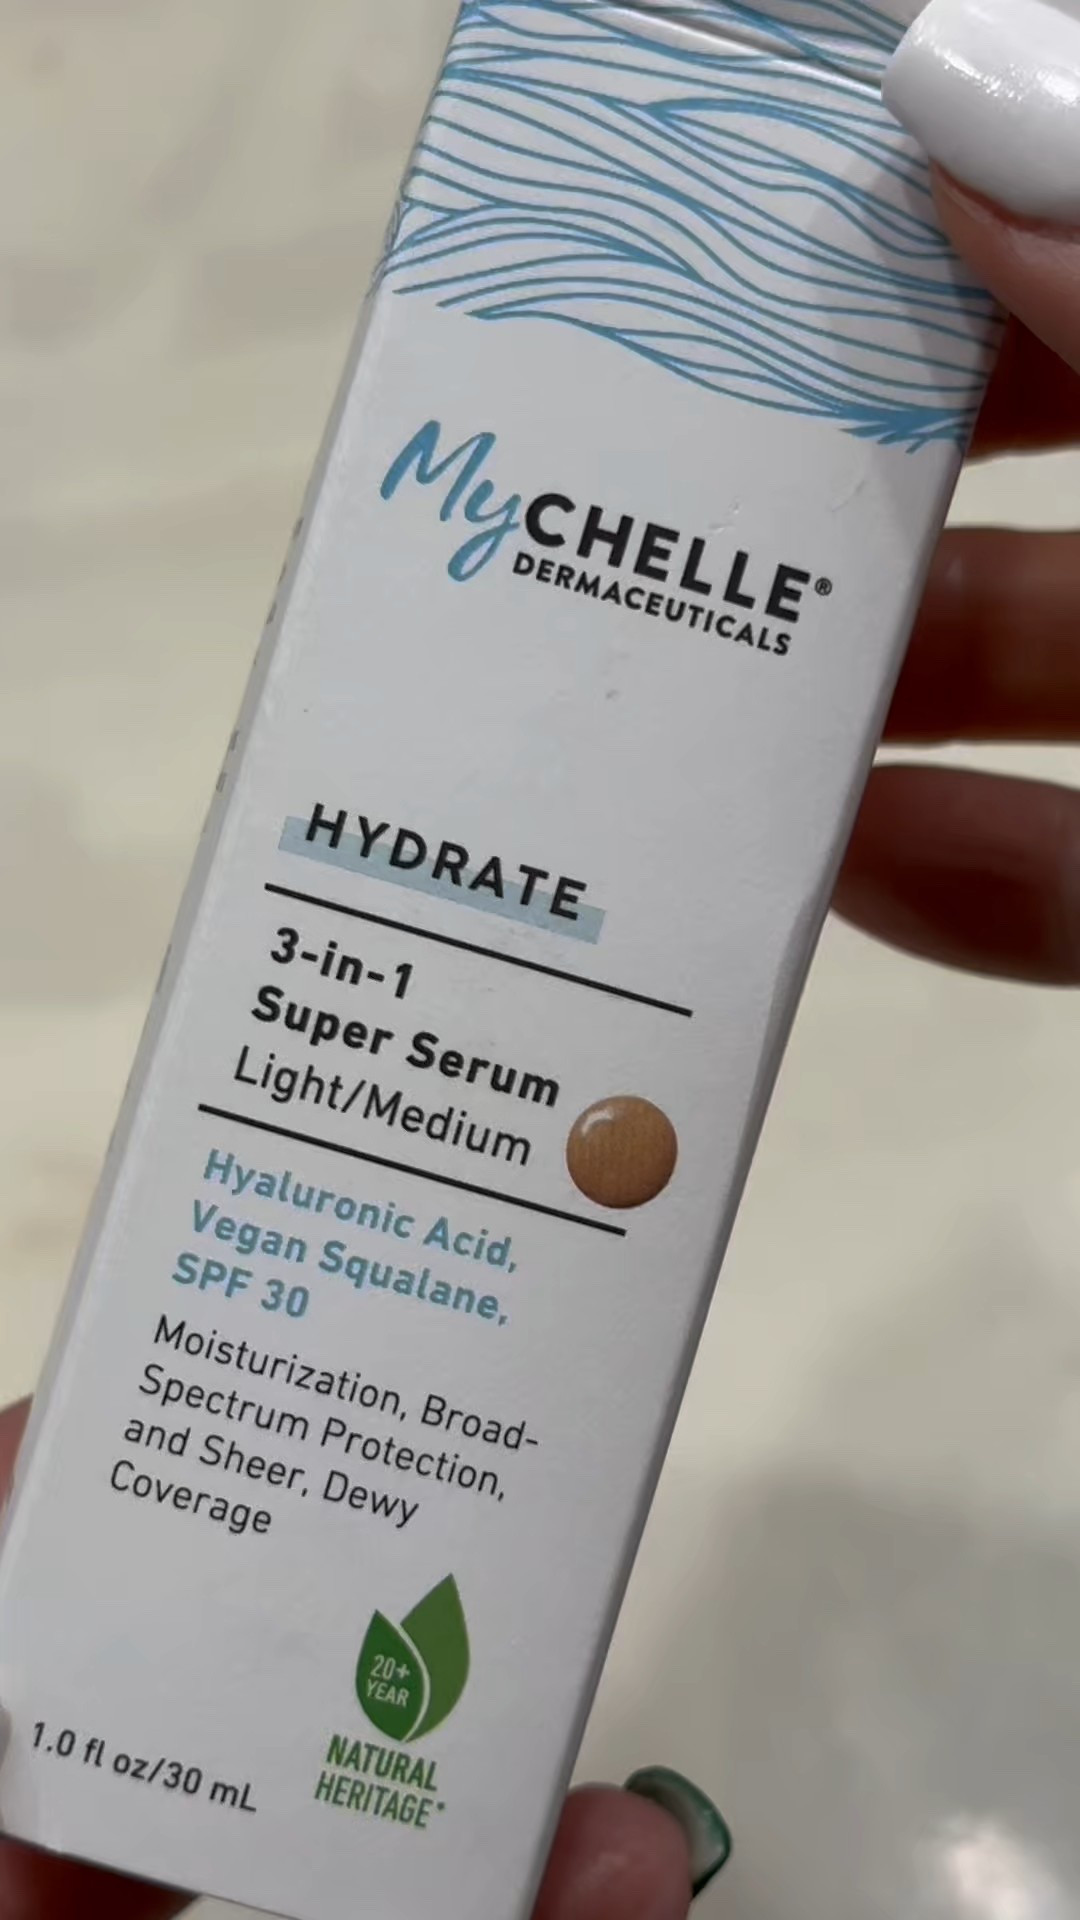 MyCHELLE®
DERMACEUTICALS
HYDRATE
3-in-1
Super Serum
Light/Medium
Hyaluronic Acid,
Vegan Squalane,
SPF 30
Moisturization, Broad-
Spectrum Protection,
and Sheer, Dewy
Coverage
20+
YEAR
NATURAL
HERITAGE*
1.0 fl oz/30 mL